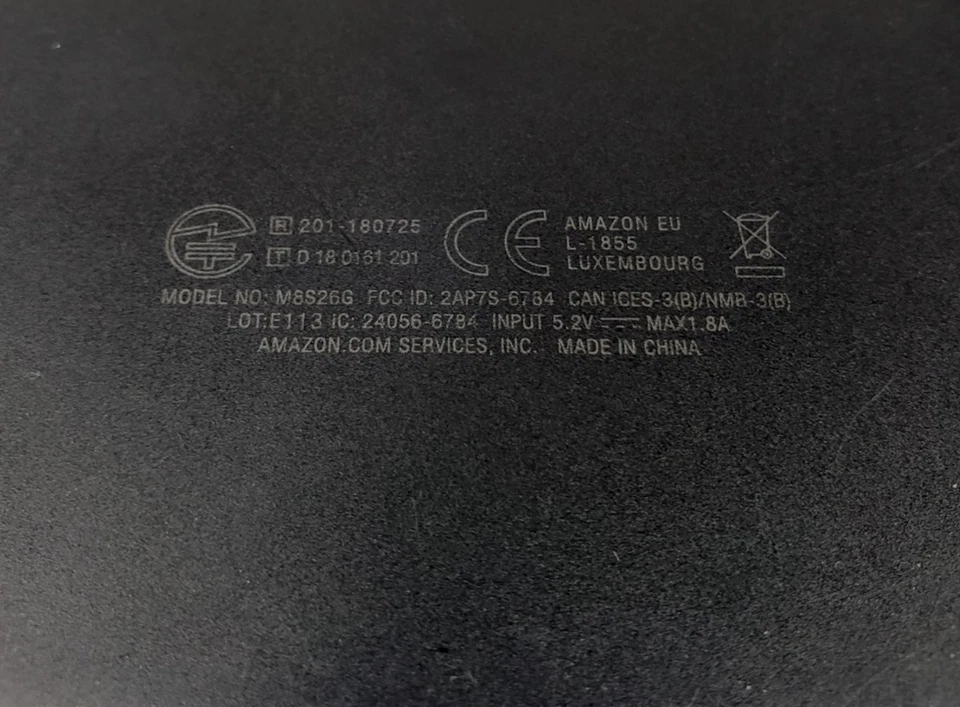 R 201-180725
T D 18 0161 201
CE
AMAZON EU
L-1855
LUXEMBOURG
MODEL NO: M8S26G FCC ID: 2AP7S-6784 CAN ICES-3(B)/NMB-3(B)
LOT:E113 IC: 24056-6784 INPUT 5.2V MAX1.8A
AMAZON.COM SERVICES, INC. MADE IN CHINA